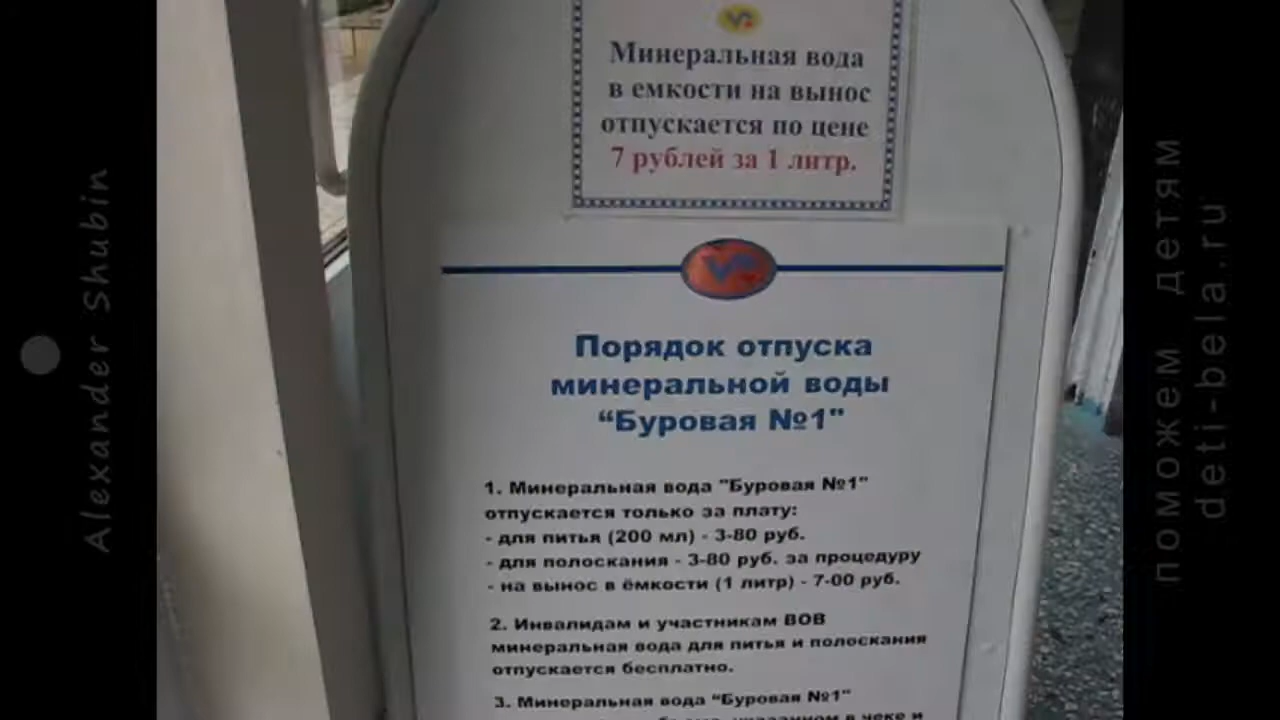 Минеральная вода
в емкости на вынос
отпускается по цене
7 рублей за 1 литр.
Порядок отпуска
минеральной воды
“Буровая №1"
1. Минеральная вода "Буровая №1"
отпускается только за плату:
- для питья (200 мл) - 3-80 руб.
- для полоскания - 3-80 руб. за процедуру
- на вынос в ёмкости (1 литр) - 7-00 руб.
2. Инвалидам и участникам ВОВ
минеральная вода для питья и полоскания
отпускается бесплатно.
3. Минеральная вода “Буровая №1"
указанном в чеке и
Alexander Shubin
поможем детям
deti-bela.ru